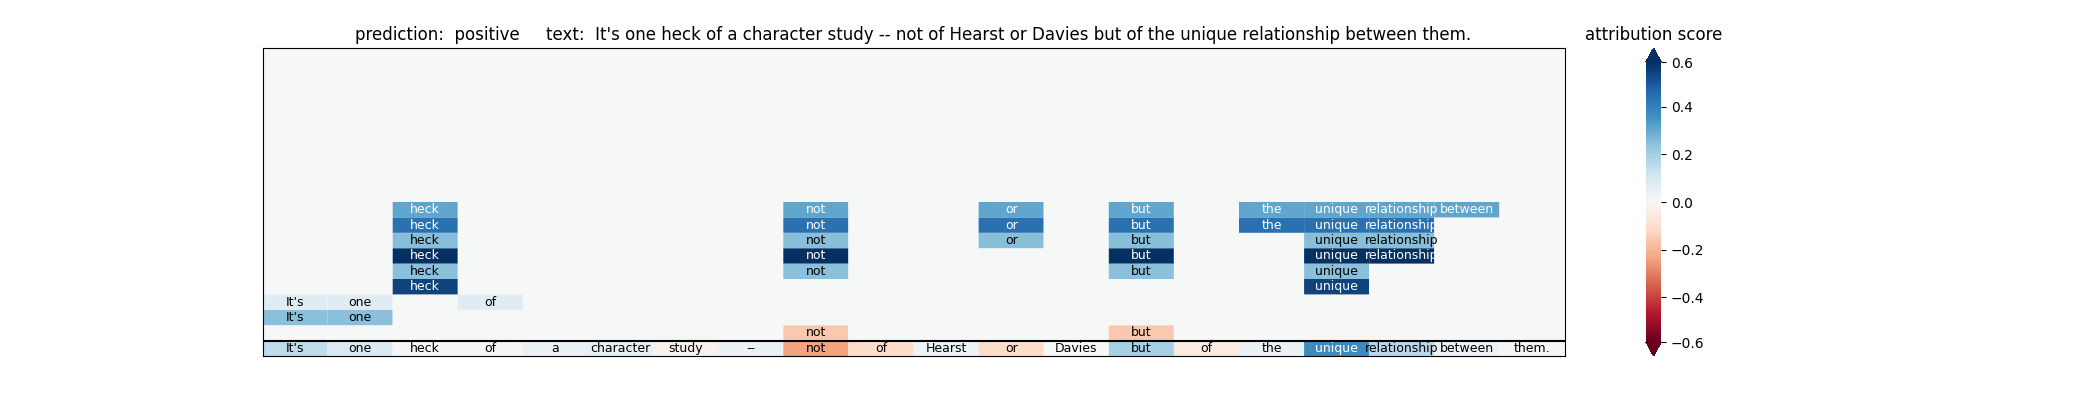 prediction: positive text: It's one heck of a character study -- not of Hearst or Davies but of the unique relationship between them. attribution score
0.6
0.4
0.2
0.0
−0.2
−0.4
−0.6
heck not or but the unique relationship between
heck not or but the unique relationship
heck not or but unique relationship
heck not but unique relationship
heck not but unique
heck unique
It's one of
It's one
not but
It's one heck of a character study -- not of Hearst or Davies but of the unique relationship between them.